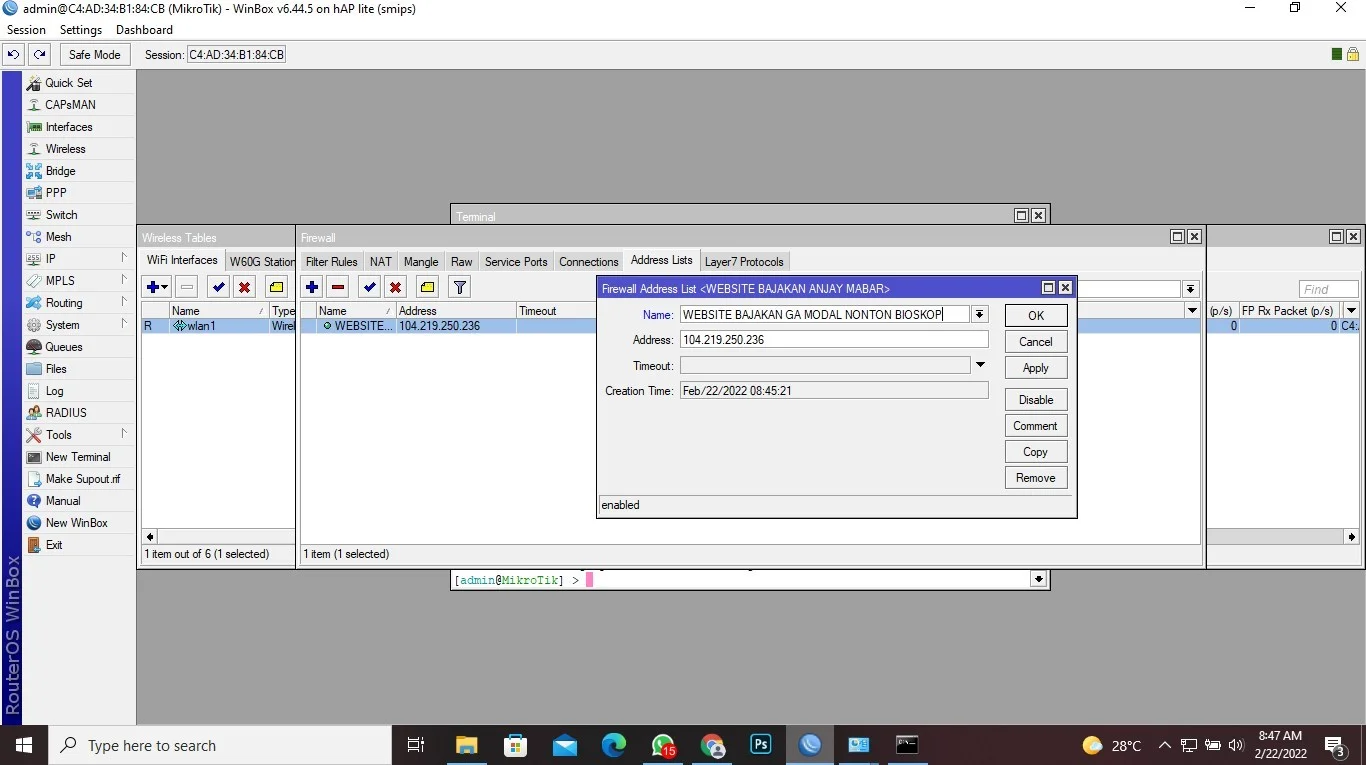 admin@C4:AD:34:B1:84:CB (MikroTik) - WinBox v6.44.5 on hAP lite (smips)
Session Settings Dashboard
Safe Mode Session: C4:AD:34:B1:84:CB
Quick Set
CAPsMAN
Interfaces
Wireless
Bridge
PPP
Switch
Mesh
IP
MPLS
Routing
System
Queues
Files
Log
RADIUS
Tools
New Terminal
Make Supout.rif
Manual
New WinBox
Exit
RouterOS WinBox
Terminal
Wireless Tables
WiFi Interfaces W60G Station
Name Type
R wlan1 Wirel
1 item out of 6 (1 selected)
Firewall
Filter Rules NAT Mangle Raw Service Ports Connections Address Lists Layer7 Protocols
Name Address Timeout
WEBSITE... 104.219.250.236
1 item (1 selected)
Firewall Address List <WEBSITE BAJAKAN ANJAY MABAR>
Name: WEBSITE BAJAKAN GA MODAL NONTON BIOSKOP
Address: 104.219.250.236
Timeout:
Creation Time: Feb/22/2022 08:45:21
OK
Cancel
Apply
Disable
Comment
Copy
Remove
enabled
Find
(p/s) FP Rx Packet (p/s)
0 0 C4:
[admin@MikroTik] >
Type here to search
15
Ps
28°C
8:47 AM
2/22/2022
3